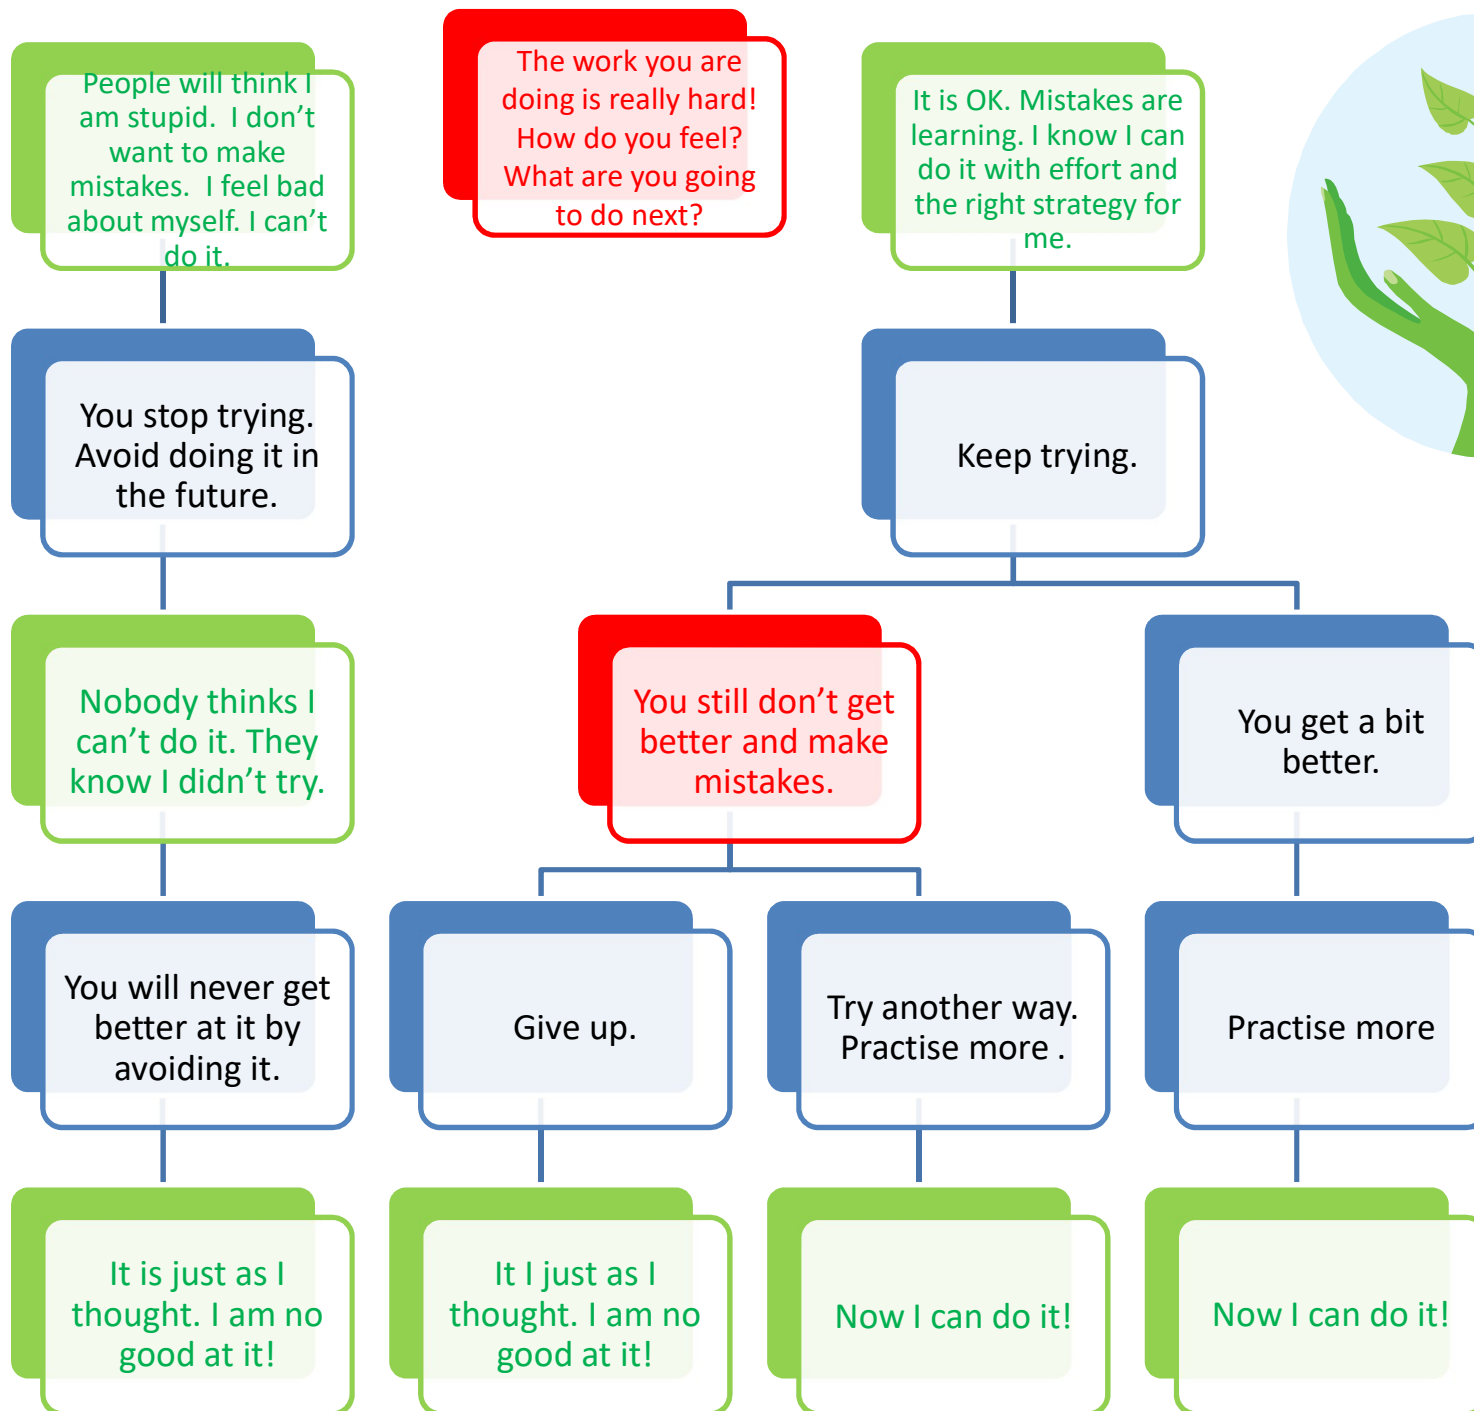 People will think I
am stupid.  I don't
want to make
mistakes.  I feel bad
about myself. I can't
do it.
The work you are
doing is really hard!
How do you feel?
What are you going
to do next?
It is OK. Mistakes are
learning. I know I can
do it with effort and
the right strategy for
me.
You stop trying.
Avoid doing it in
the future.
Keep trying.
Nobody thinks I
can't do it. They
know I didn't try.
You still don't get
better and make
mistakes.
You get a bit
better.
You will never get
better at it by
avoiding it.
Give up.
Try another way.
Practise more .
Practise more
It is just as I
thought. I am no
good at it!
It I just as I
thought. I am no
good at it!
Now I can do it!
Now I can do it!